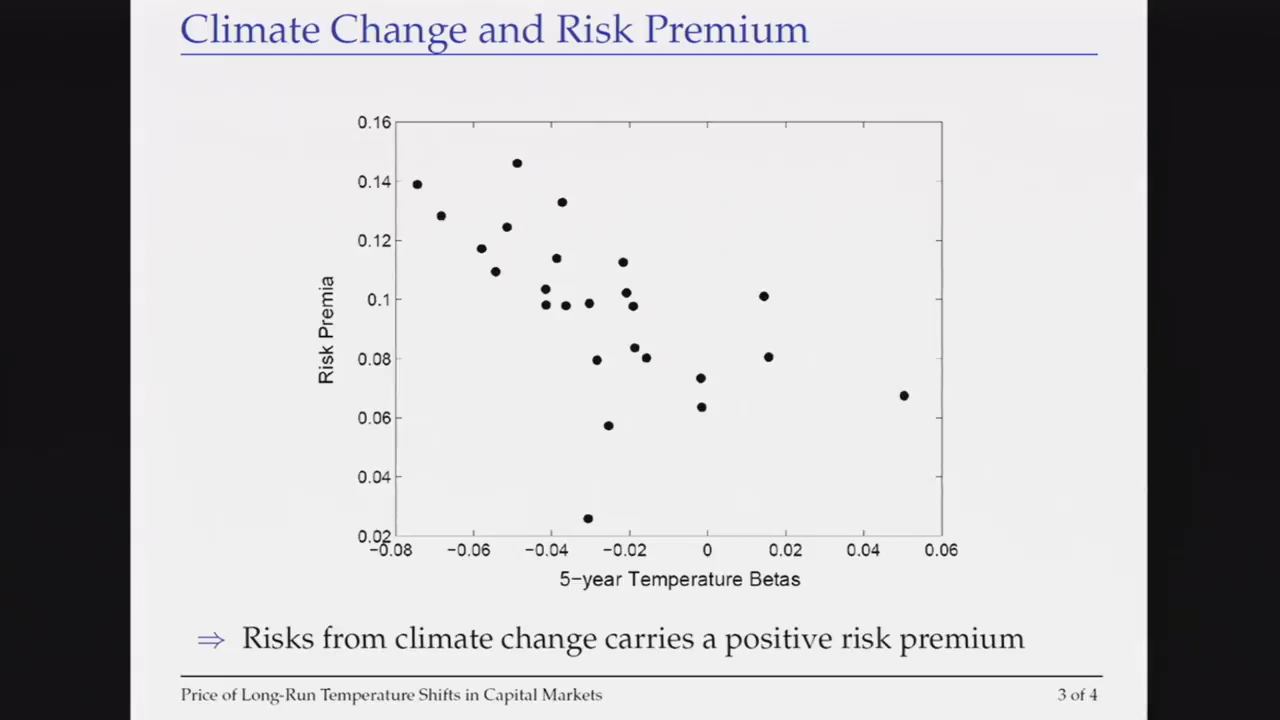 Climate Change and Risk Premium
0.16
0.14
0.12
0.1
0.08
0.06
0.04
0.02
Risk Premia
−0.08 −0.06 −0.04 −0.02 0 0.02 0.04 0.06
5−year Temperature Betas
⇒ Risks from climate change carries a positive risk premium
Price of Long-Run Temperature Shifts in Capital Markets 3 of 4